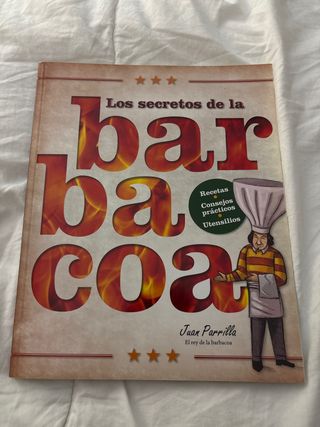 Los secretos de la
bar
ba
coa
Recetas
Consejos
prácticos
Utensilios
Juan Parrilla
El rey de la barbacoa